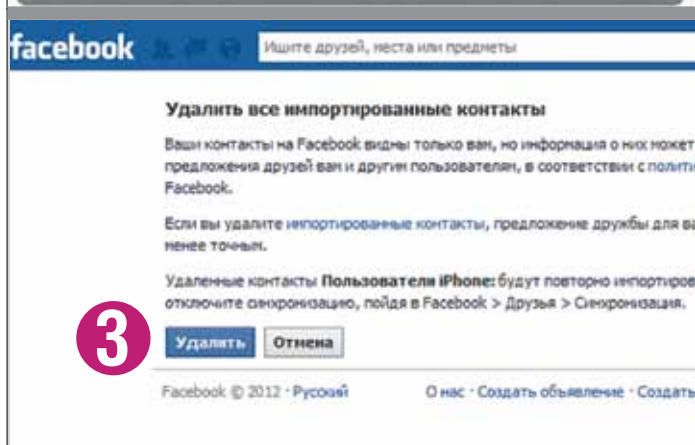 facebook
Ищите друзей, места или предметы
Удалить все импортированные контакты
Ваши контакты на Facebook видны только вам, но информация о них может
предложения друзей вам и другим пользователям, в соответствии с полити
Facebook.
Если вы удалите импортированные контакты, предложение дружбы для ва
менее точным.
Удаленные контакты Пользователи iPhone: будут повторно импортиров
отключите синхронизацию, пойдя в Facebook > Друзья > Синхронизация.
3
Удалить Отмена
Facebook © 2012 · Русский О нас · Создать объявление · Создать